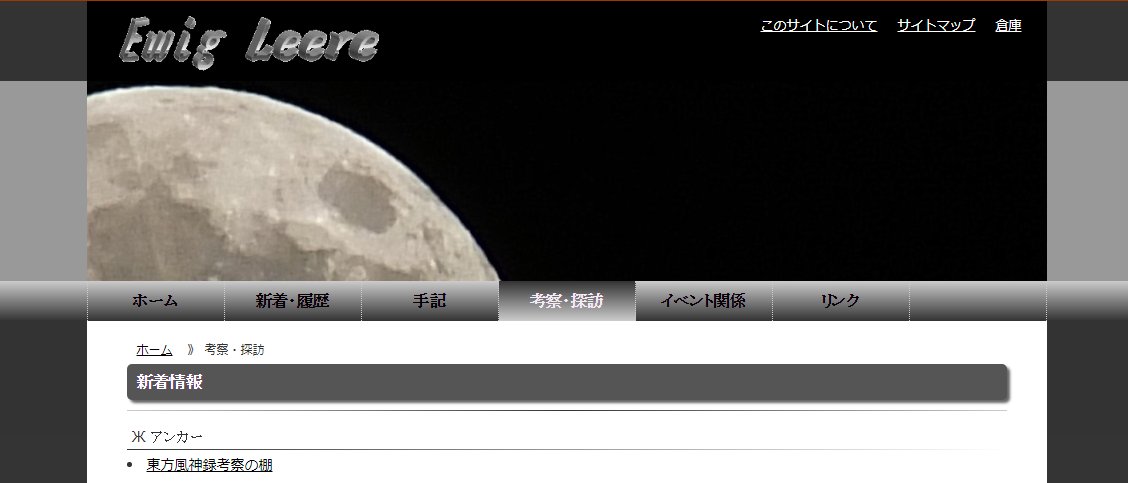 Ewig Leere
このサイトについて サイトマップ 倉庫
ホーム 新着・履歴 手記 考察・探訪 イベント関係 リンク
ホーム 》 考察・探訪
新着情報
Ж アンカー
• 東方風神録考察の棚